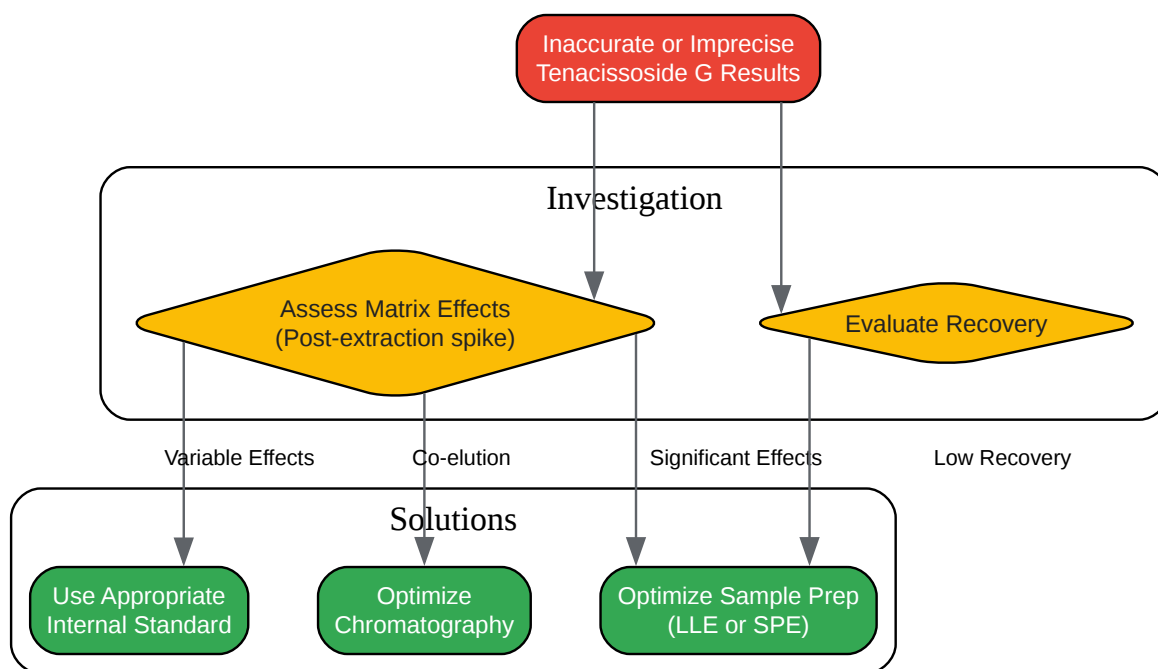 Inaccurate or Imprecise
Tenacissoside G Results
Investigation
Assess Matrix Effects
(Post-extraction spike)
Evaluate Recovery
Variable Effects
Co-elution
Significant Effects
Low Recovery
Solutions
Use Appropriate
Internal Standard
Optimize
Chromatography
Optimize Sample Prep
(LLE or SPE)